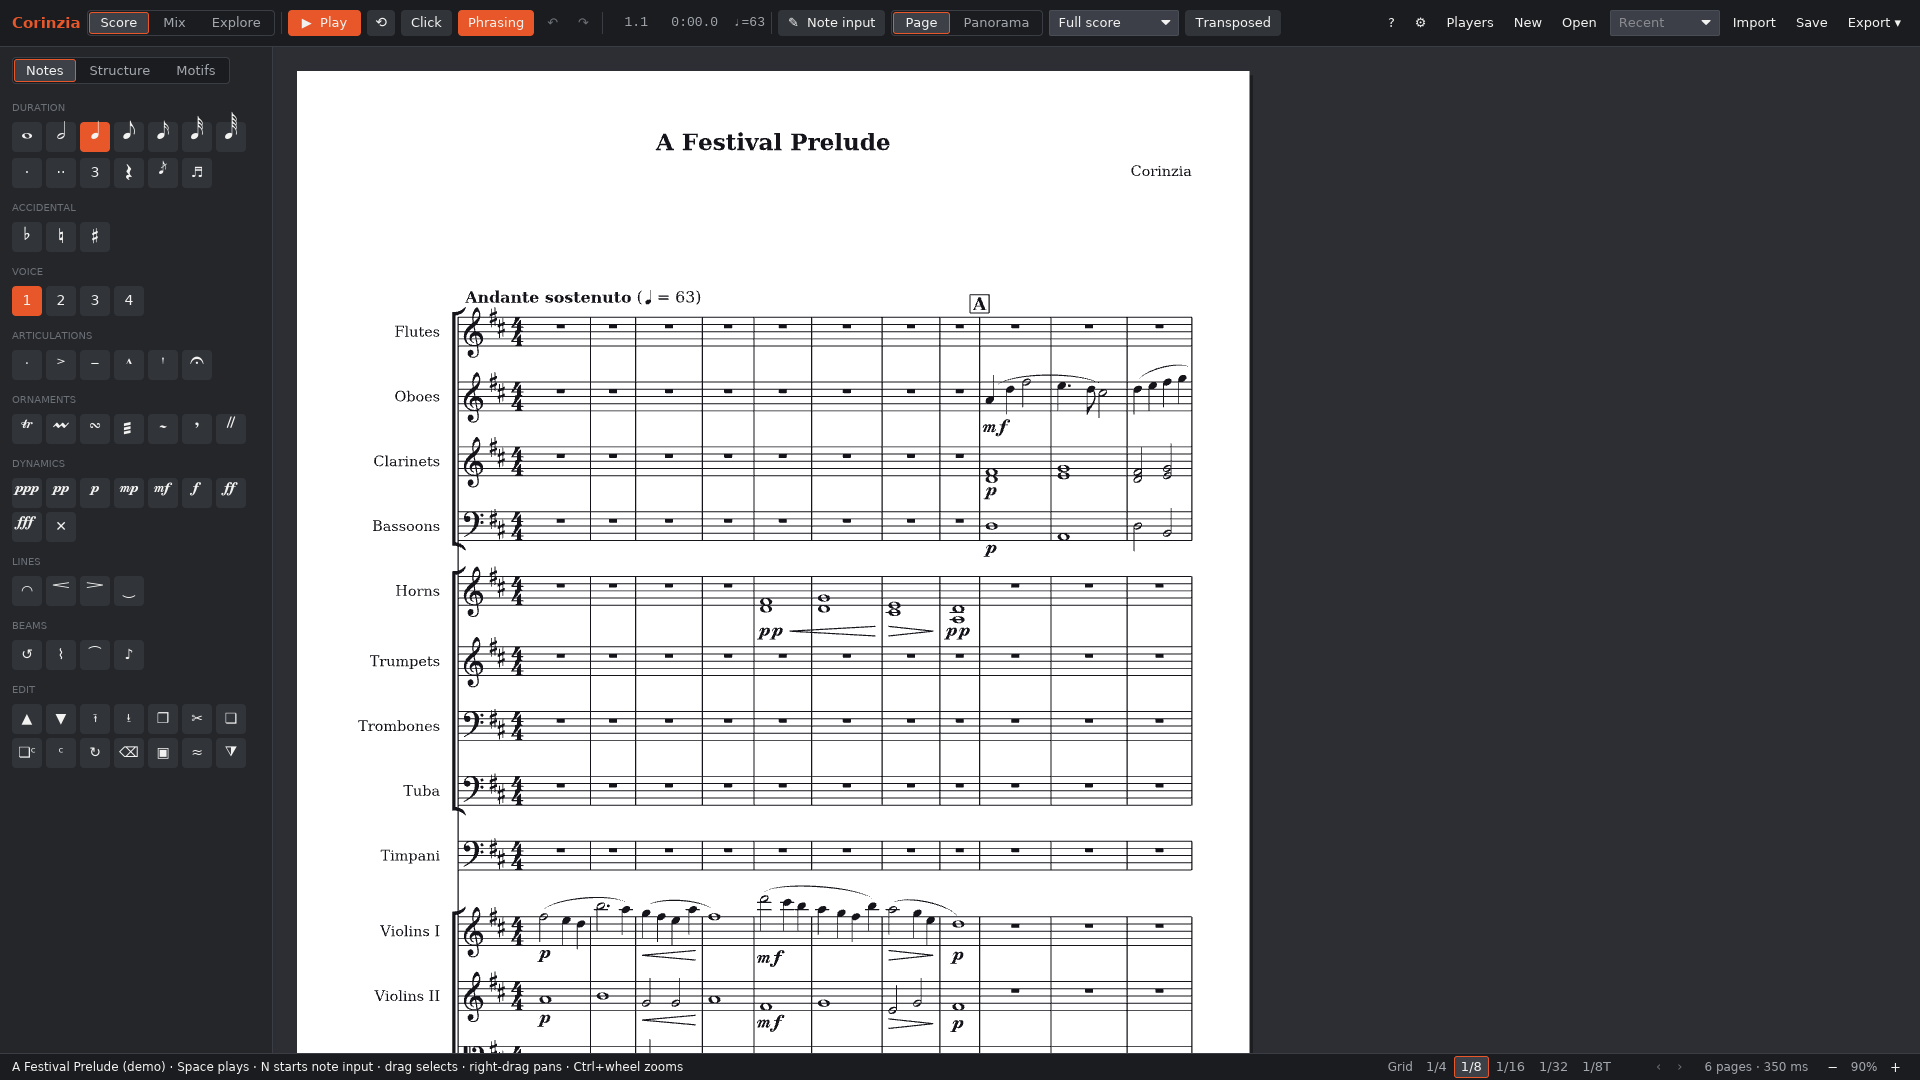 Corinzia Score Mix Explore ▶ Play ⟲ Click Phrasing ↶ ↷ 1.1 0:00.0 ♩=63 ✎ Note input Page Panorama Full score Transposed ? ⚙ Players New Open Recent Import Save Export ▾
Notes Structure Motifs
DURATION
3
ACCIDENTAL
♭ ♮ ♯
VOICE
1 2 3 4
ARTICULATIONS
ORNAMENTS
tr
DYNAMICS
ppp pp p mp mf f ff
fff ✕
LINES
BEAMS
EDIT
A Festival Prelude
Corinzia
Andante sostenuto (♩ = 63)
A
Flutes
Oboes
mf
Clarinets
p
Bassoons
p
Horns
pp pp
Trumpets
Trombones
Tuba
Timpani
Violins I
p mf p
Violins II
p mf p
A Festival Prelude (demo) · Space plays · N starts note input · drag selects · right-drag pans · Ctrl+wheel zooms Grid 1/4 1/8 1/16 1/32 1/8T ‹ › 6 pages · 350 ms − 90% +